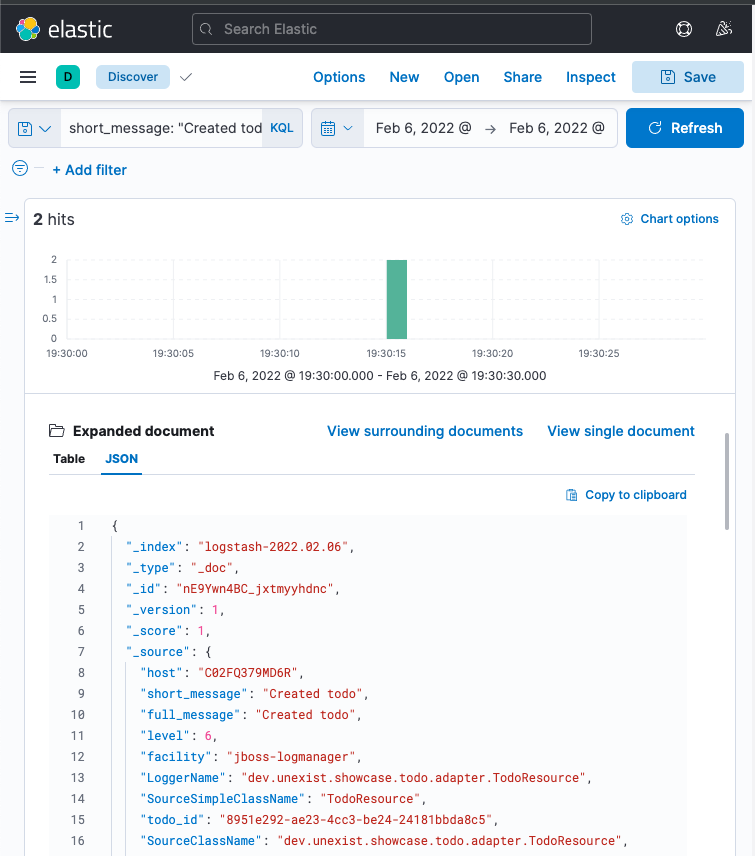 elastic Search Elastic
D Discover Options New Open Share Inspect Save
short_message: "Created tod KQL Feb 6, 2022 @ → Feb 6, 2022 @ Refresh
+ Add filter
2 hits Chart options
2
1.5
1
0.5
0
19:30:00 19:30:05 19:30:10 19:30:15 19:30:20 19:30:25
Feb 6, 2022 @ 19:30:00.000 - Feb 6, 2022 @ 19:30:30.000
Expanded document View surrounding documents View single document
Table JSON
Copy to clipboard
1 {
2 "_index": "logstash-2022.02.06",
3 "_type": "_doc",
4 "_id": "nE9Ywn4BC_jxtmyyhdnc",
5 "_version": 1,
6 "_score": 1,
7 "_source": {
8 "host": "C02FQ379MD6R",
9 "short_message": "Created todo",
10 "full_message": "Created todo",
11 "level": 6,
12 "facility": "jboss-logmanager",
13 "LoggerName": "dev.unexist.showcase.todo.adapter.TodoResource",
14 "SourceSimpleClassName": "TodoResource",
15 "todo_id": "8951e292-ae23-4cc3-be24-24181bbda8c5",
16 "SourceClassName": "dev.unexist.showcase.todo.adapter.TodoResource",